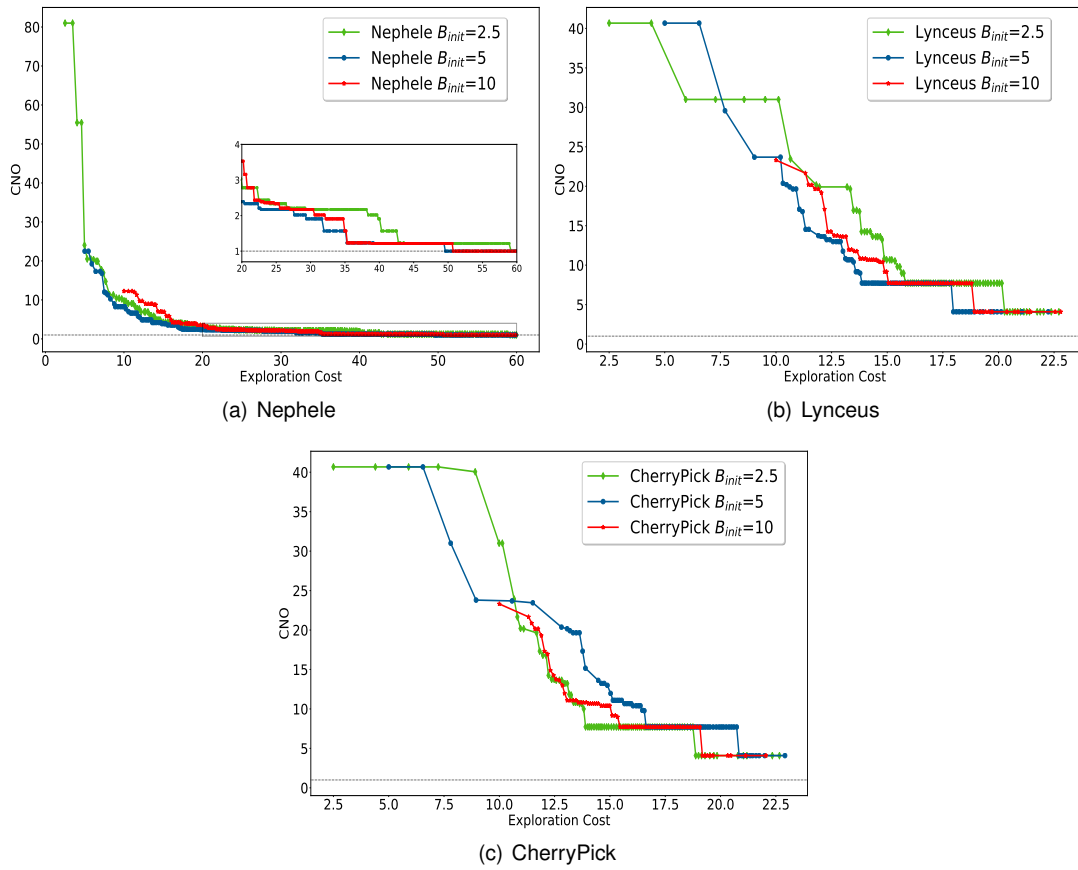 80
70
60
50
40
30
20
10
0
CNO
Nephele B_init=2.5
Nephele B_init=5
Nephele B_init=10
4
3
2
1
20 25 30 35 40 45 50 55 60
0 10 20 30 40 50 60
Exploration Cost
(a) Nephele
40
35
30
25
20
15
10
5
0
CNO
Lynceus B_init=2.5
Lynceus B_init=5
Lynceus B_init=10
2.5 5.0 7.5 10.0 12.5 15.0 17.5 20.0 22.5
Exploration Cost
(b) Lynceus
40
35
30
25
20
15
10
5
0
CNO
CherryPick B_init=2.5
CherryPick B_init=5
CherryPick B_init=10
2.5 5.0 7.5 10.0 12.5 15.0 17.5 20.0 22.5
Exploration Cost
(c) CherryPick